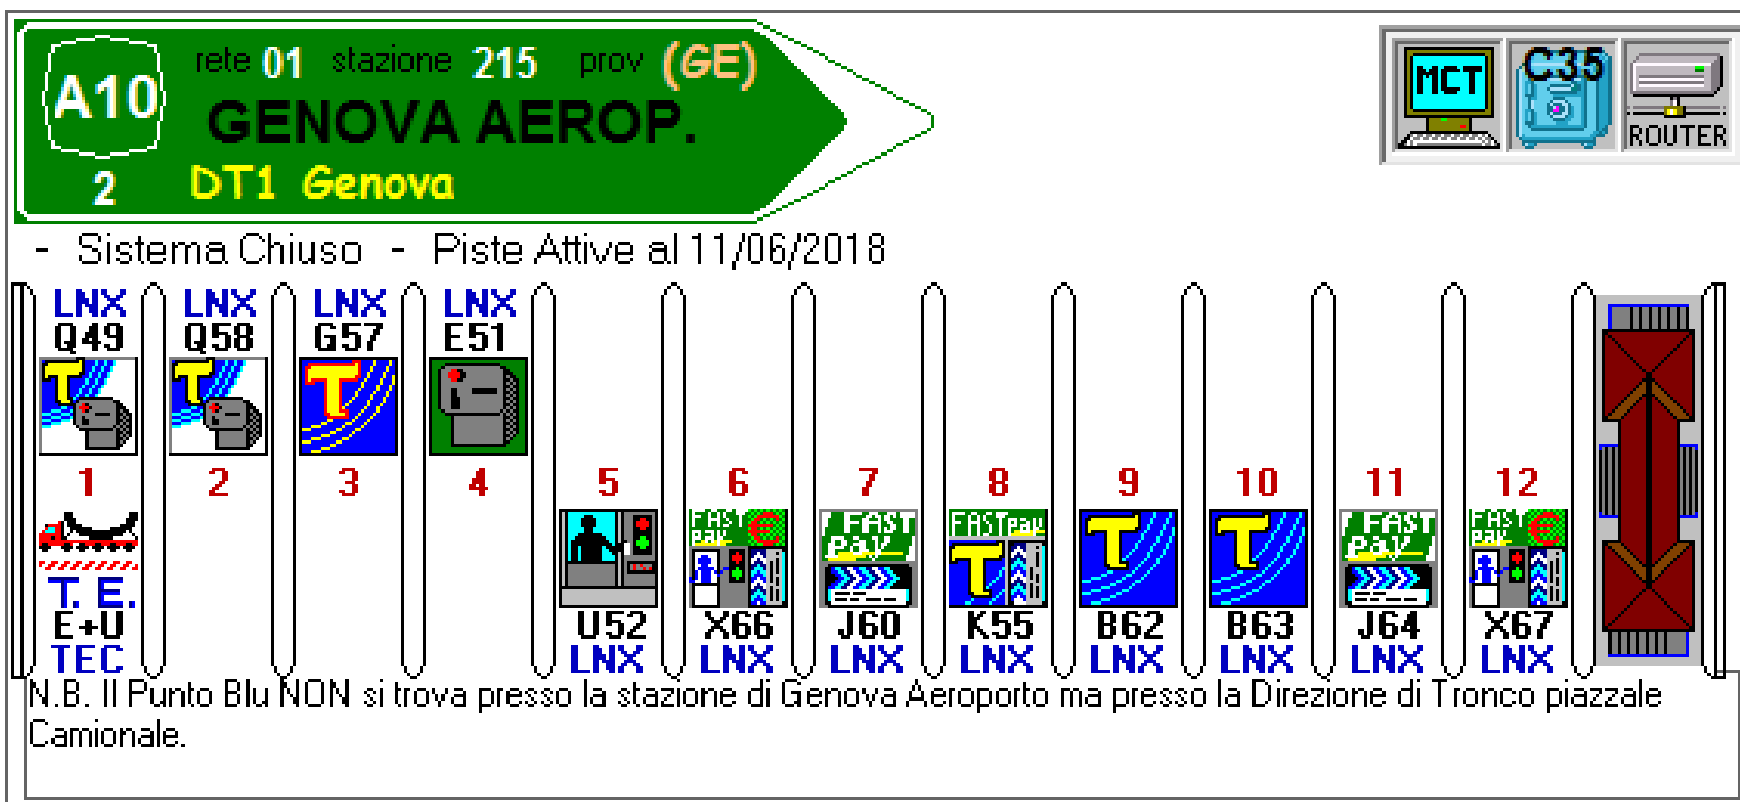 rete 01 stazione 215 prov (GE)
A10
GENOVA AEROP.
2 DT1 Genova
MCT C35 ROUTER
- Sistema Chiuso - Piste Attive al 11/06/2018
LNX LNX LNX LNX
Q49 Q58 G57 E51
T T T
1 2 3 4 5 6 7 8 9 10 11 12
FAST pay € FAST pay FAST pay FAST pay FAST pay €
T T T
T. E.
E+U U52 X66 J60 K55 B62 B63 J64 X67
TEC LNX LNX LNX LNX LNX LNX LNX LNX
N.B. Il Punto Blu NON si trova presso la stazione di Genova Aeroporto ma presso la Direzione di Tronco piazzale
Camionale.